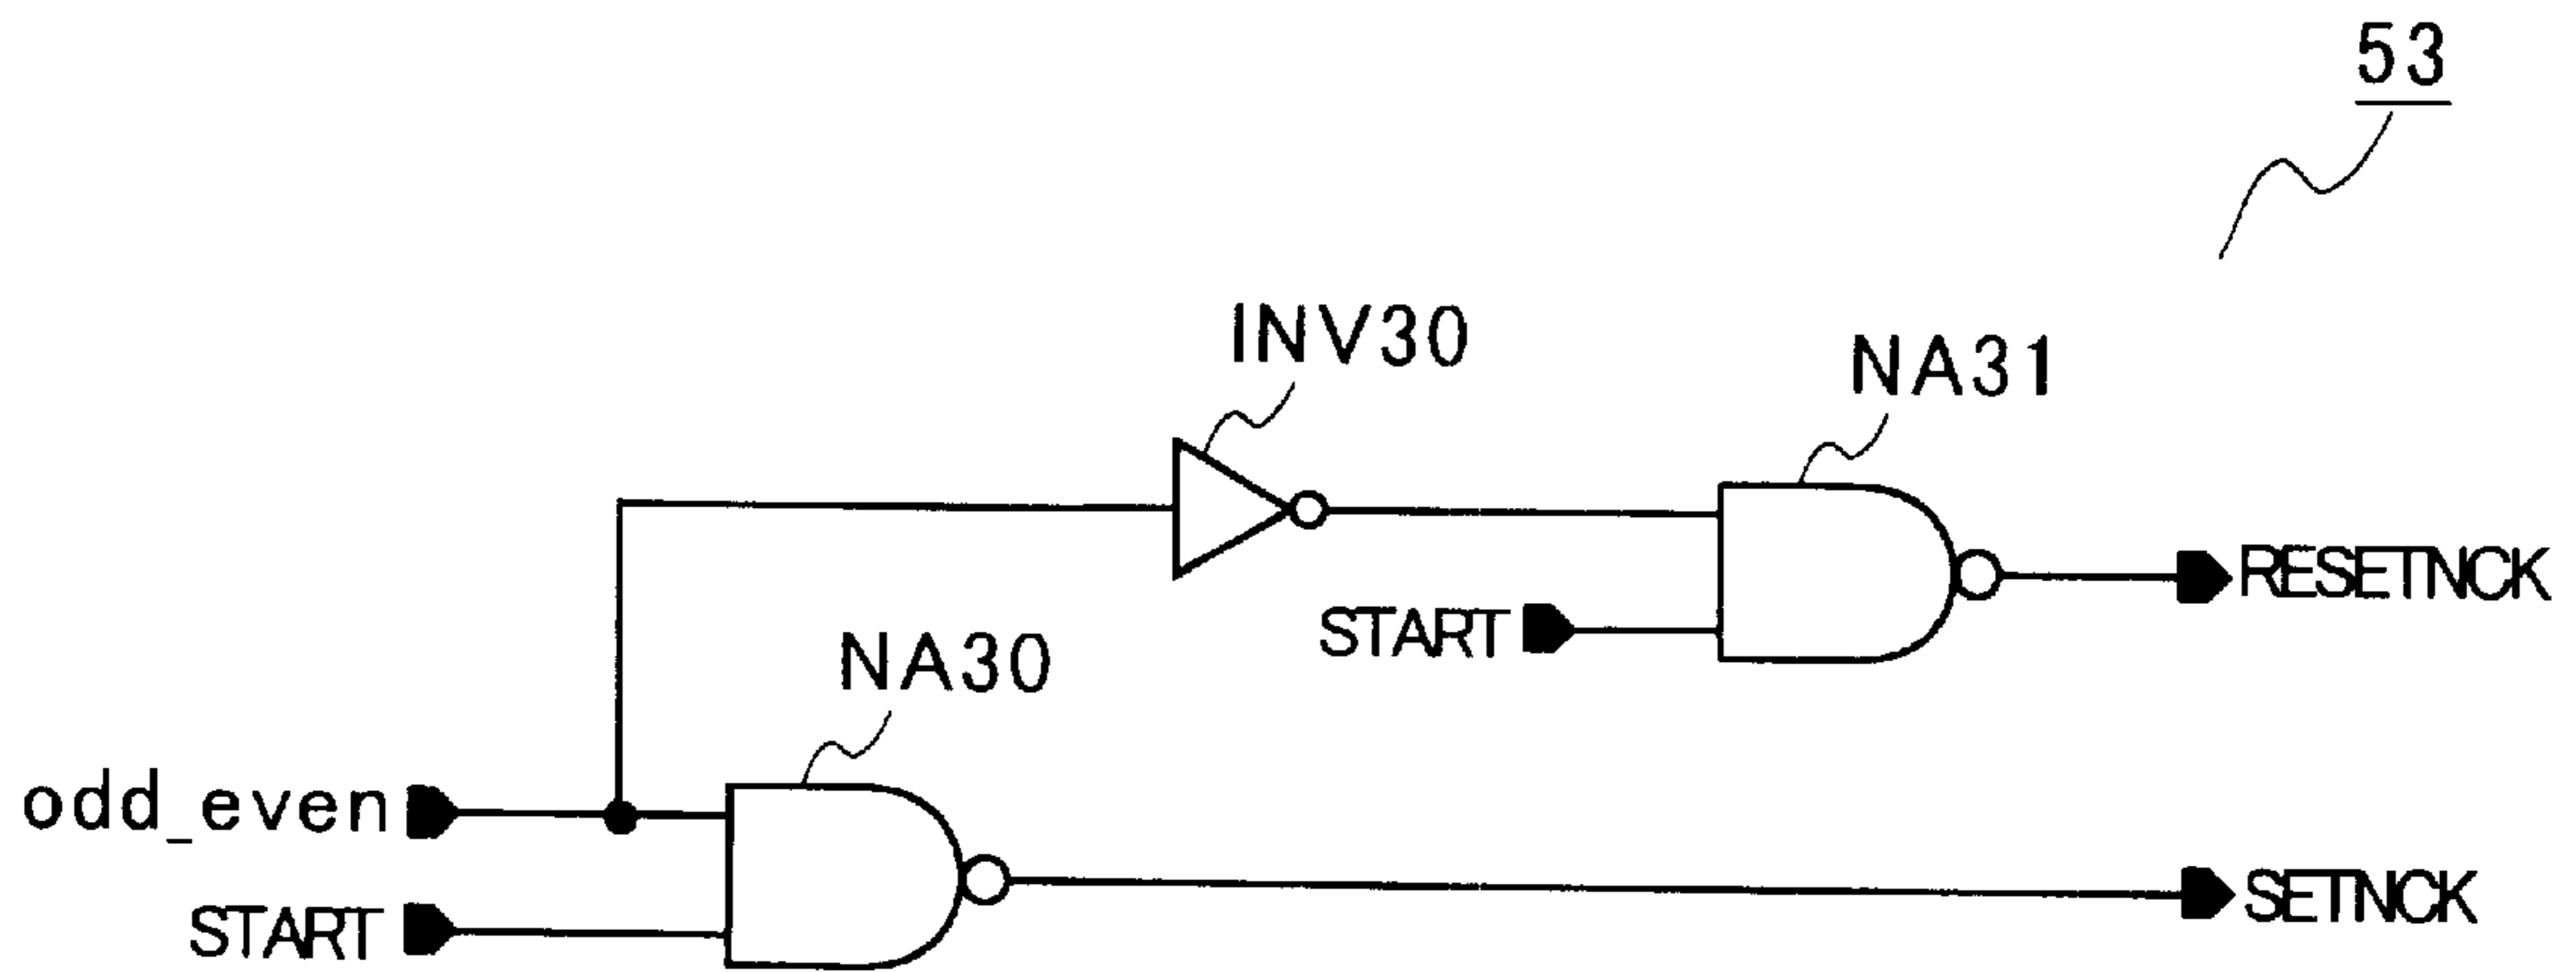 53
INV30
NA31
RESETNCK
START
NA30
odd_even
START
SETNCK